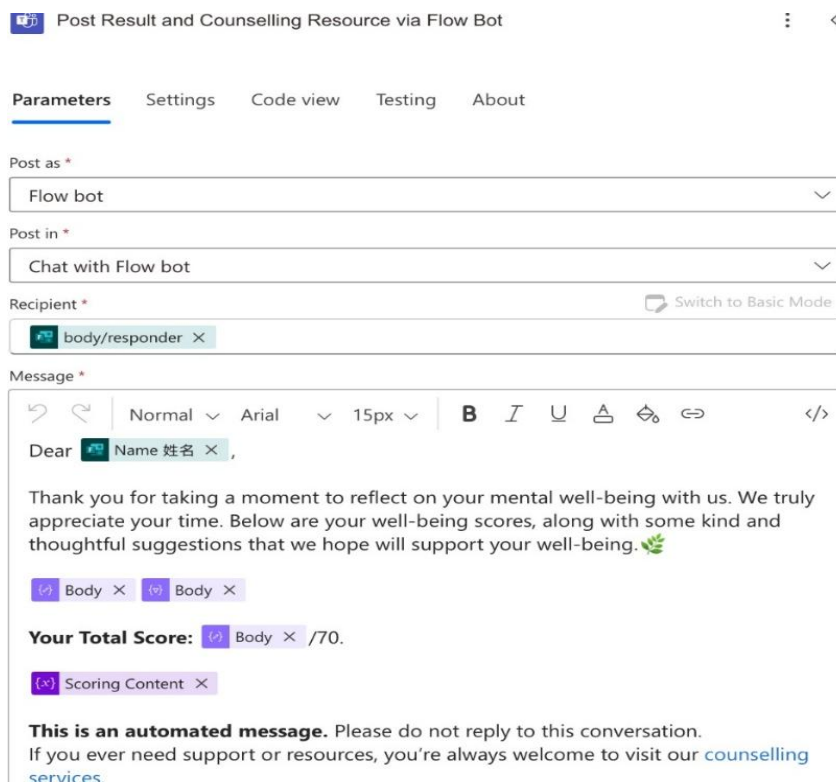 Post Result and Counselling Resource via Flow Bot
Parameters Settings Code view Testing About
Post as *
Flow bot
Post in *
Chat with Flow bot
Recipient * Switch to Basic Mode
body/responder ×
Message *
Normal Arial 15px B I U A </>
Dear Name 姓名 × ,
Thank you for taking a moment to reflect on your mental well-being with us. We truly
appreciate your time. Below are your well-being scores, along with some kind and
thoughtful suggestions that we hope will support your well-being.🌿
Body × Body ×
Your Total Score: Body × /70.
{x} Scoring Content ×
This is an automated message. Please do not reply to this conversation.
If you ever need support or resources, you’re always welcome to visit our counselling
services.